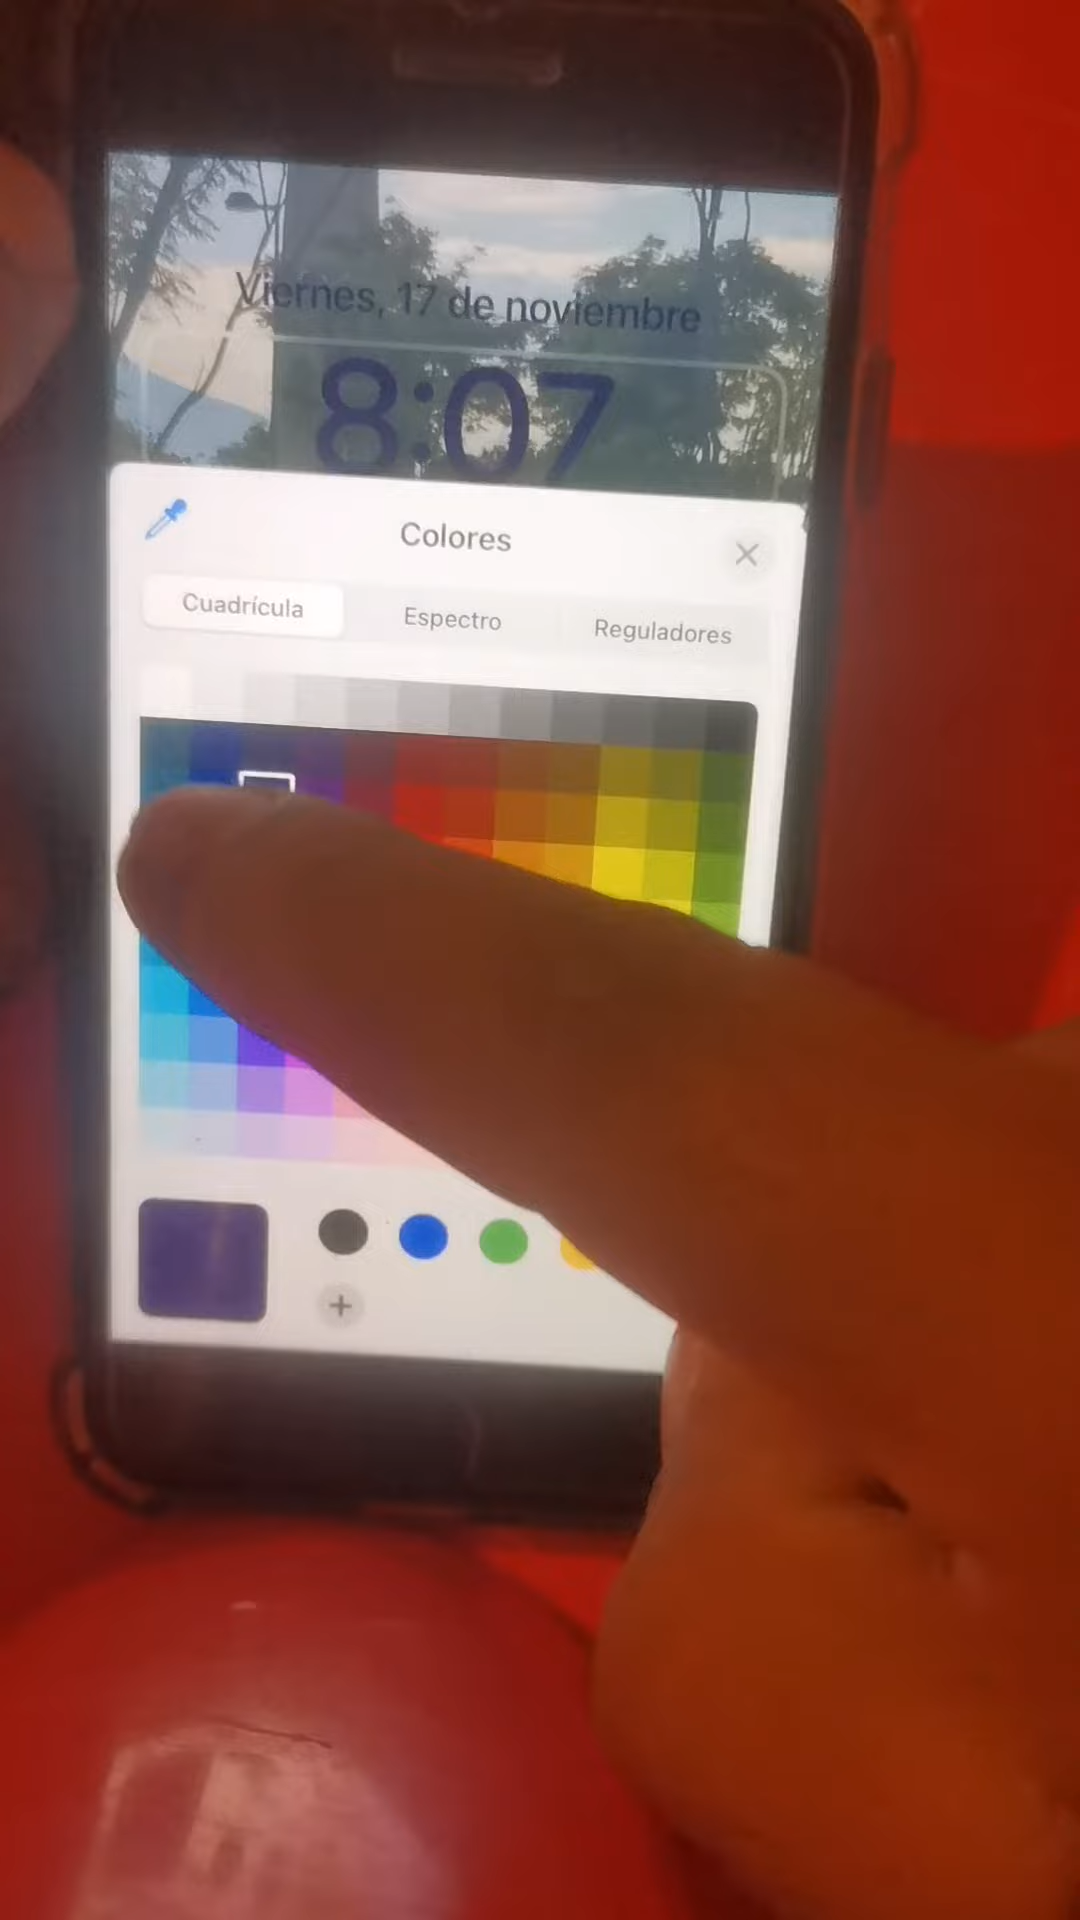 Viernes, 17 de noviembre
8:07
Colores
Cuadrícula
Espectro
Reguladores